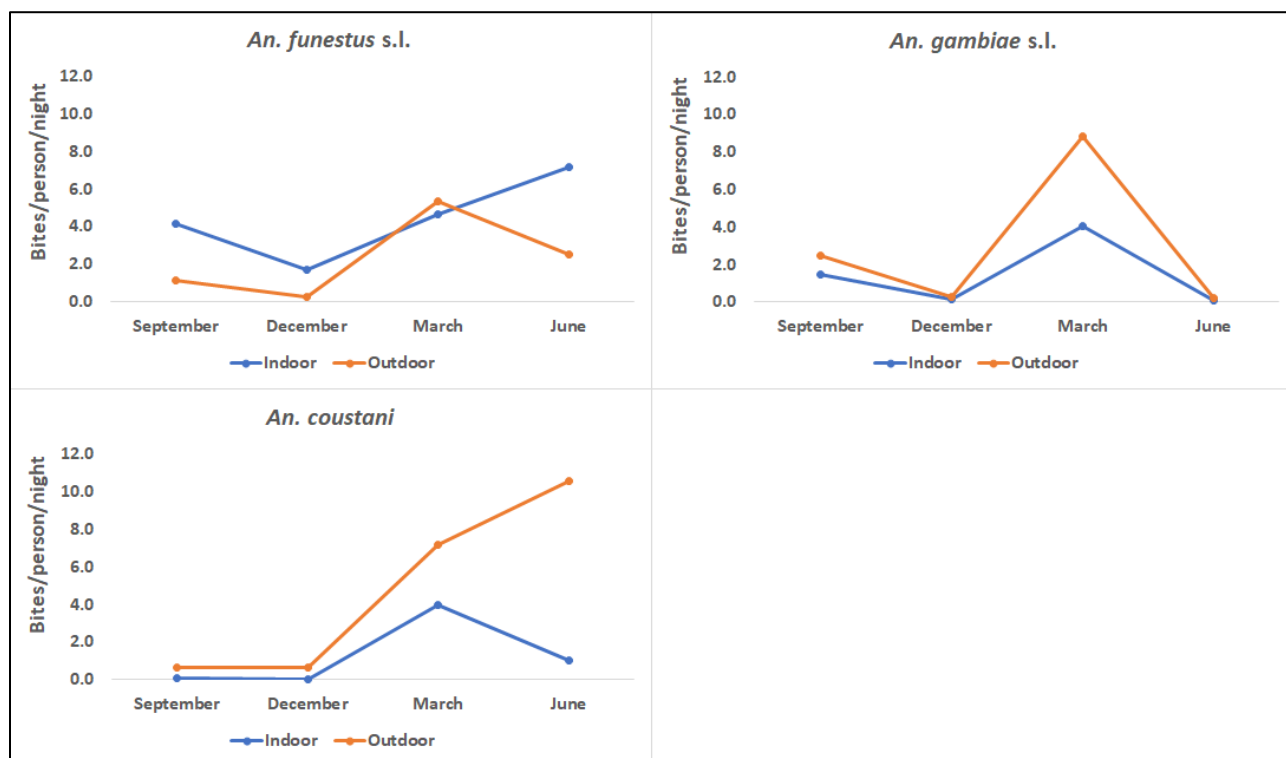 An. funestus s.l.
Bites/person/night
12.0
10.0
8.0
6.0
4.0
2.0
0.0
September December March June
Indoor Outdoor
An. gambiae s.l.
Bites/person/night
12.0
10.0
8.0
6.0
4.0
2.0
0.0
September December March June
Indoor Outdoor
An. coustani
Bites/person/night
12.0
10.0
8.0
6.0
4.0
2.0
0.0
September December March June
Indoor Outdoor